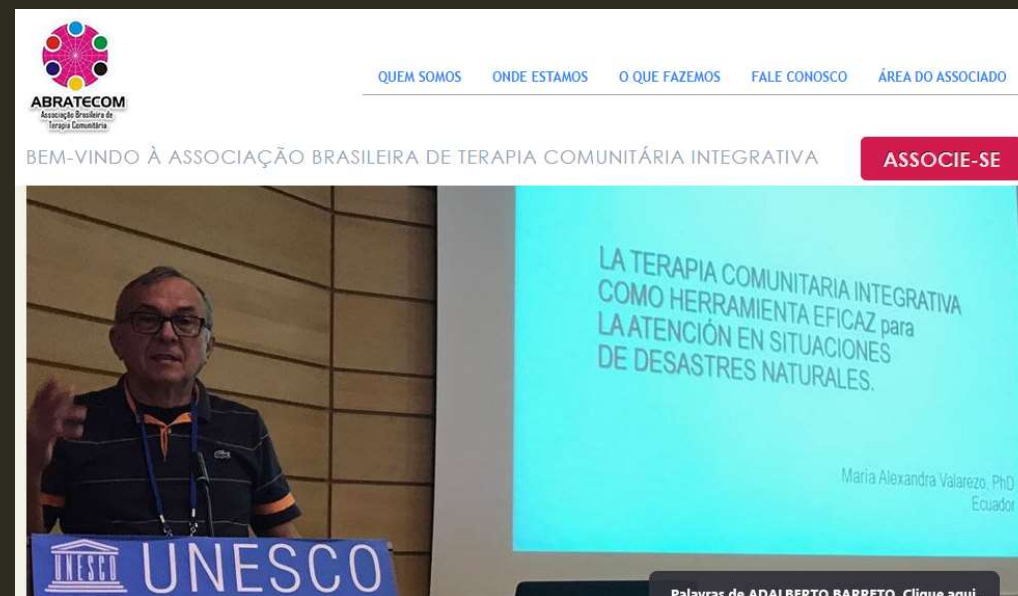 ABRATECOM
Associação Brasileira de
Terapia Comunitária
QUEM SOMOS ONDE ESTAMOS O QUE FAZEMOS FALE CONOSCO ÁREA DO ASSOCIADO
BEM-VINDO À ASSOCIAÇÃO BRASILEIRA DE TERAPIA COMUNITÁRIA INTEGRATIVA
ASSOCIE-SE
LA TERAPIA COMUNITARIA INTEGRATIVA
COMO HERRAMIENTA EFICAZ para
LA ATENCIÓN EN SITUACIONES
DE DESASTRES NATURALES.
Maria Alexandra Valarezo, PhD
Ecuador
UNESCO
UNESCO
Palavras de ADALBERTO BARRETO. Clique aqui